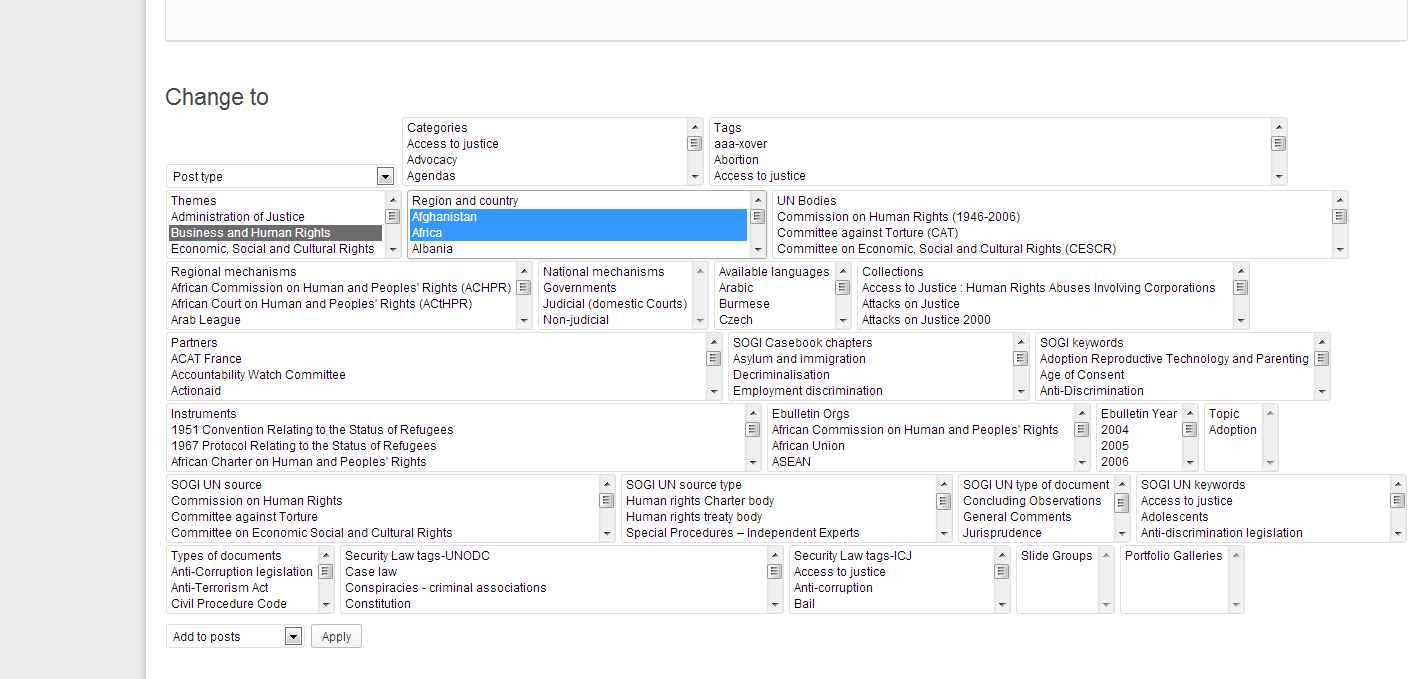 Change to
Categories
Access to justice
Advocacy
Agendas
Tags
aaa-xover
Abortion
Access to justice
Post type
Themes
Administration of Justice
Business and Human Rights
Economic, Social and Cultural Rights
Region and country
Afghanistan
Africa
Albania
UN Bodies
Commission on Human Rights (1946-2006)
Committee against Torture (CAT)
Committee on Economic, Social and Cultural Rights (CESCR)
Regional mechanisms
African Commission on Human and Peoples' Rights (ACHPR)
African Court on Human and Peoples' Rights (ACtHPR)
Arab League
National mechanisms
Governments
Judicial (domestic Courts)
Non-judicial
Available languages
Arabic
Burmese
Czech
Collections
Access to Justice : Human Rights Abuses Involving Corporations
Attacks on Justice
Attacks on Justice 2000
Partners
ACAT France
Accountability Watch Committee
Actionaid
SOGI Casebook chapters
Asylum and immigration
Decriminalisation
Employment discrimination
SOGI keywords
Adoption Reproductive Technology and Parenting
Age of Consent
Anti-Discrimination
Instruments
1951 Convention Relating to the Status of Refugees
1967 Protocol Relating to the Status of Refugees
African Charter on Human and Peoples' Rights
Ebulletin Orgs
African Commission on Human and Peoples' Rights
African Union
ASEAN
Ebulletin Year
2004
2005
2006
Topic
Adoption
SOGI UN source
Commission on Human Rights
Committee against Torture
Committee on Economic Social and Cultural Rights
SOGI UN source type
Human rights Charter body
Human rights treaty body
Special Procedures – Independent Experts
SOGI UN type of document
Concluding Observations
General Comments
Jurisprudence
SOGI UN keywords
Access to justice
Adolescents
Anti-discrimination legislation
Types of documents
Anti-Corruption legislation
Anti-Terrorism Act
Civil Procedure Code
Security Law tags-UNODC
Case law
Conspiracies - criminal associations
Constitution
Security Law tags-ICJ
Access to justice
Anti-corruption
Bail
Slide Groups
Portfolio Galleries
Add to posts
Apply